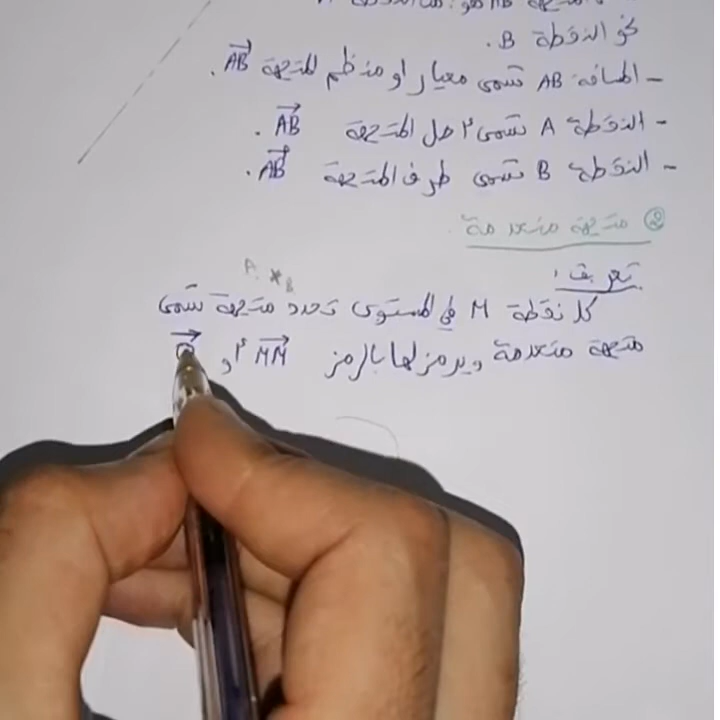 نحو النقطة B.
- المسافة AB تسمى معيار او منظم للمتجهة AB.
- النقطة A تسمى أصل المتجهة AB.
- النقطة B تسمى طرف المتجهة AB.
② متجهة منعدمة
تعريف:
A B
كل نقطة M في المستوى تحدد متجهة تسمى
متجهة منعدمة ويرمز لها بالرمز MM أو 0